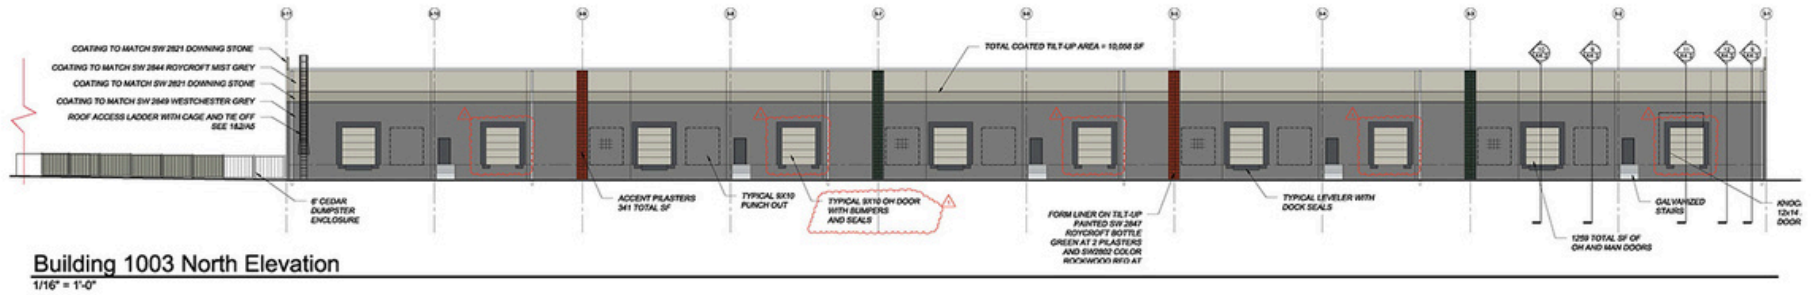 COATING TO MATCH SW 2821 DOWNING STONE
COATING TO MATCH SW 2844 ROYCROFT MIST GREY
COATING TO MATCH SW 2821 DOWNING STONE
COATING TO MATCH SW 2849 WESTCHESTER GREY
ROOF ACCESS LADDER WITH CAGE AND TIE OFF
SEE 1&2/A5
TOTAL COATED TILT-UP AREA = 10,058 SF
6' CEDAR
DUMPSTER
ENCLOSURE
ACCENT PILASTERS
341 TOTAL SF
TYPICAL 9X10
PUNCH OUT
TYPICAL 9X10 OH DOOR
WITH BUMPERS
AND SEALS
FORM LINER ON TILT-UP
PAINTED SW 2847
ROYCROFT BOTTLE
GREEN AT 2 PILASTERS
AND SW2802 COLOR
ROOKWOOD RED AT
TYPICAL LEVELER WITH
DOCK SEALS
1259 TOTAL SF OF
OH AND MAN DOORS
GALVANIZED
STAIRS
12x14
DOOR
Building 1003 North Elevation
1/16" = 1'-0"